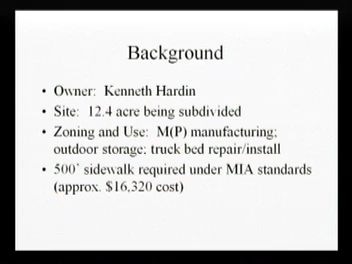 Background
• Owner: Kenneth Hardin
• Site: 12.4 acre being subdivided
• Zoning and Use: M(P) manufacturing;
outdoor storage; truck bed repair/install
• 500` sidewalk required under MIA standards
(approx. $16,320 cost)